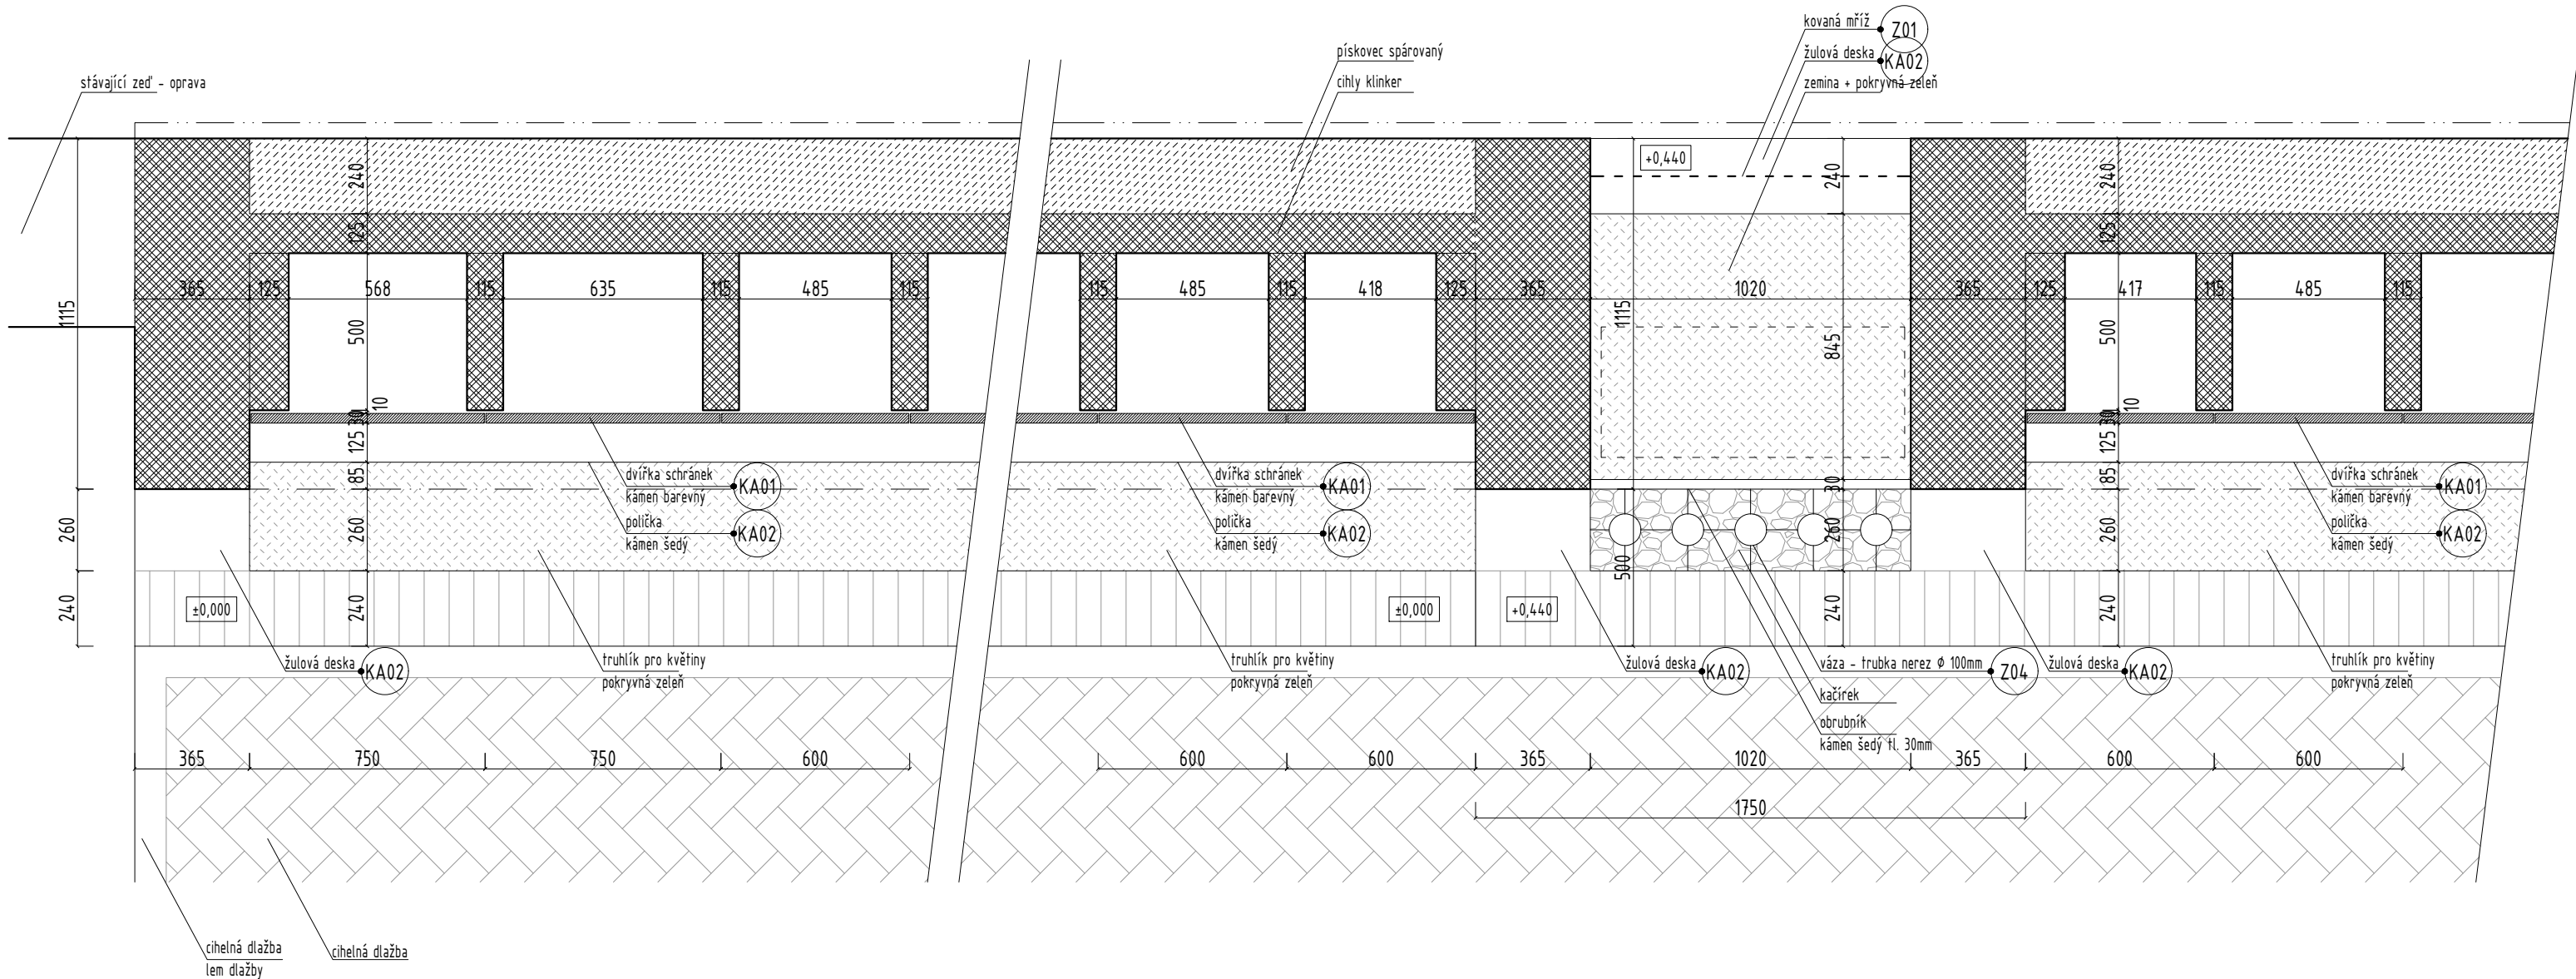 kovaná mříž
Z01
pískovec spárovaný
žulová deska
KA02
stávající zeď - oprava
cihly klinker
zemina + pokryvná zeleň
+0,440
240
240
240
125
125
365
125
568
115
635
115
485
115
115
485
115
418
125
365
1020
365
125
417
115
485
115
1115
500
1115
845
500
10
30
125
85
10
30
125
85
30
dvířka schránek
kámen barevný
KA01
polička
kámen šedý
KA02
dvířka schránek
kámen barevný
KA01
polička
kámen šedý
KA02
dvířka schránek
kámen barevný
KA01
polička
kámen šedý
KA02
260
260
500
260
260
240
±0,000
240
±0,000
+0,440
240
240
žulová deska
KA02
truhlík pro květiny
pokryvná zeleň
truhlík pro květiny
pokryvná zeleň
žulová deska
KA02
váza - trubka nerez Φ 100mm
Z04
žulová deska
KA02
truhlík pro květiny
pokryvná zeleň
kačírek
obrubník
kámen šedý tl. 30mm
365
750
750
600
600
600
365
1020
365
600
600
1750
cihelná dlažba
lem dlažby
cihelná dlažba